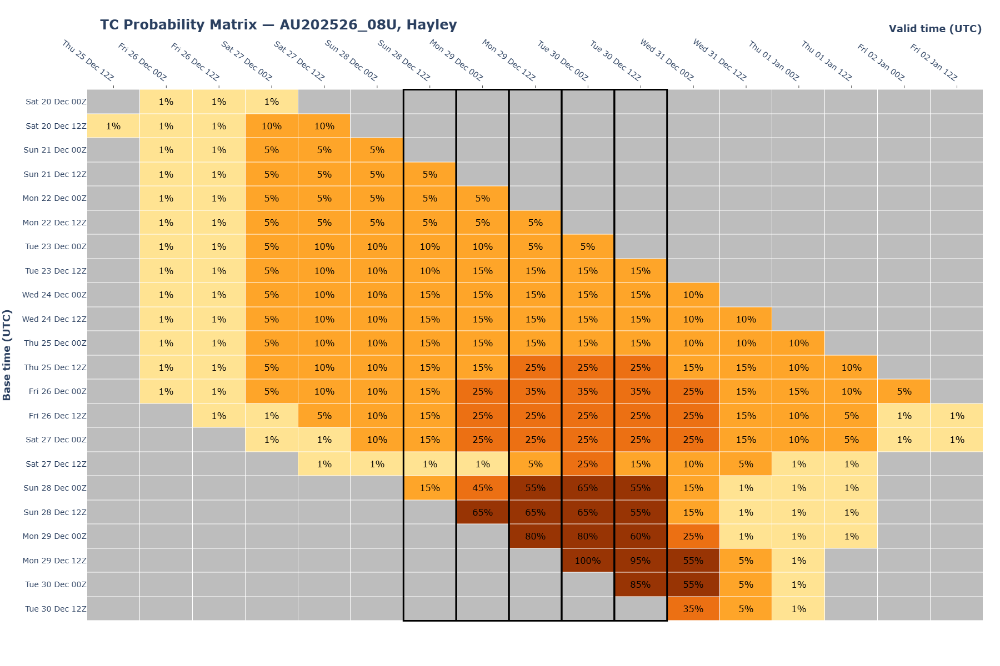 TC Probability Matrix — AU202526_08U, Hayley
Valid time (UTC)
Thu 25 Dec 12Z
Fri 26 Dec 00Z
Fri 26 Dec 12Z
Sat 27 Dec 00Z
Sat 27 Dec 12Z
Sun 28 Dec 00Z
Sun 28 Dec 12Z
Mon 29 Dec 00Z
Mon 29 Dec 12Z
Tue 30 Dec 00Z
Tue 30 Dec 12Z
Wed 31 Dec 00Z
Wed 31 Dec 12Z
Thu 01 Jan 00Z
Thu 01 Jan 12Z
Fri 02 Jan 00Z
Fri 02 Jan 12Z
Base time (UTC)
Sat 20 Dec 00Z 1% 1% 1%
Sat 20 Dec 12Z 1% 1% 1% 10% 10%
Sun 21 Dec 00Z 1% 1% 5% 5% 5%
Sun 21 Dec 12Z 1% 1% 5% 5% 5% 5%
Mon 22 Dec 00Z 1% 1% 5% 5% 5% 5% 5%
Mon 22 Dec 12Z 1% 1% 5% 5% 5% 5% 5% 5%
Tue 23 Dec 00Z 1% 1% 5% 10% 10% 10% 10% 5% 5%
Tue 23 Dec 12Z 1% 1% 5% 10% 10% 10% 15% 15% 15% 15%
Wed 24 Dec 00Z 1% 1% 5% 10% 10% 15% 15% 15% 15% 15% 10%
Wed 24 Dec 12Z 1% 1% 5% 10% 10% 15% 15% 15% 15% 15% 10% 10%
Thu 25 Dec 00Z 1% 1% 5% 10% 10% 15% 15% 15% 15% 15% 10% 10% 10%
Thu 25 Dec 12Z 1% 1% 5% 10% 10% 15% 15% 25% 25% 25% 15% 15% 10% 10%
Fri 26 Dec 00Z 1% 1% 5% 10% 10% 15% 25% 35% 35% 35% 25% 15% 15% 10% 5%
Fri 26 Dec 12Z 1% 1% 5% 10% 15% 25% 25% 25% 25% 25% 15% 10% 5% 1% 1%
Sat 27 Dec 00Z 1% 1% 10% 15% 25% 25% 25% 25% 25% 15% 10% 5% 1% 1%
Sat 27 Dec 12Z 1% 1% 1% 1% 5% 25% 15% 10% 5% 1% 1%
Sun 28 Dec 00Z 15% 45% 55% 65% 55% 15% 1% 1% 1%
Sun 28 Dec 12Z 65% 65% 65% 55% 15% 1% 1% 1%
Mon 29 Dec 00Z 80% 80% 60% 25% 1% 1% 1%
Mon 29 Dec 12Z 100% 95% 55% 5% 1%
Tue 30 Dec 00Z 85% 55% 5% 1%
Tue 30 Dec 12Z 35% 5% 1%